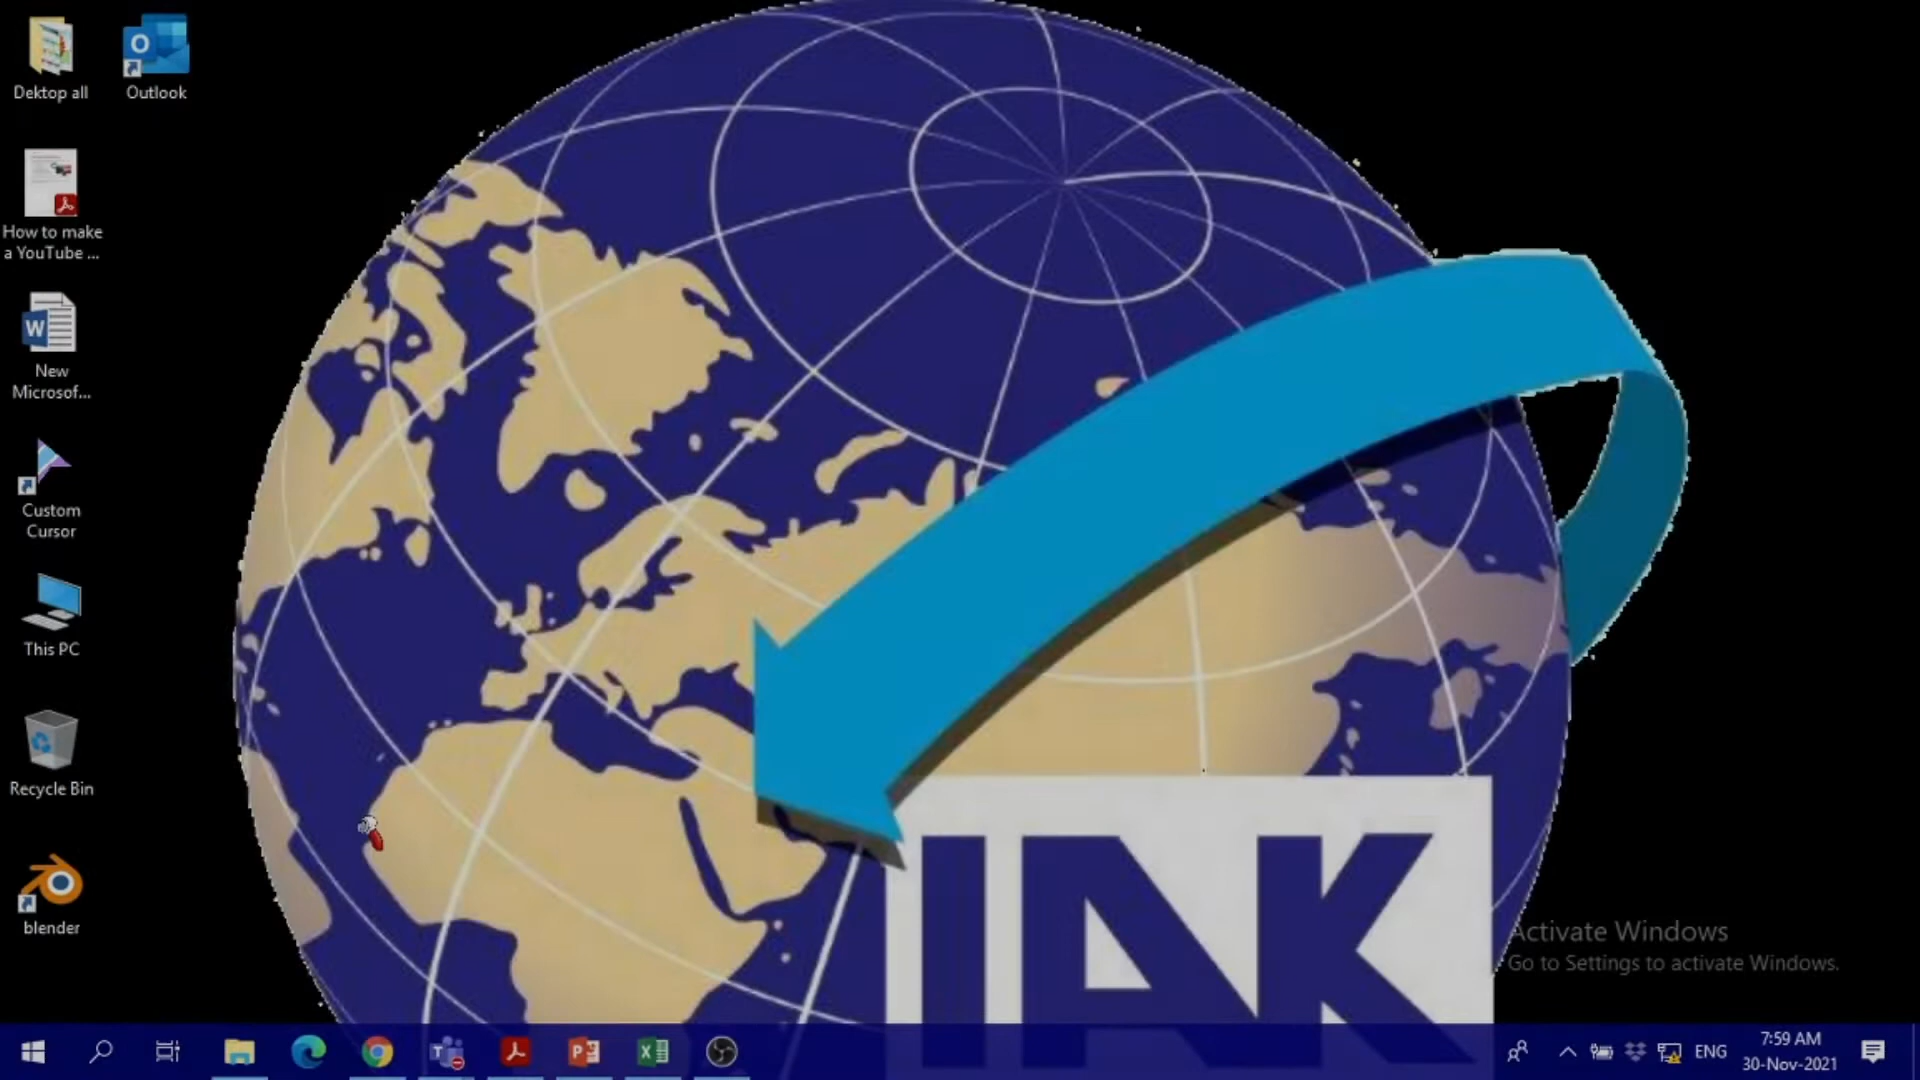 Dektop all
Outlook
How to make
a YouTube ...
New
Microsof...
Custom
Cursor
This PC
Recycle Bin
blender
IAK
Activate Windows
Go to Settings to activate Windows.
ENG
7:59 AM
30-Nov-2021